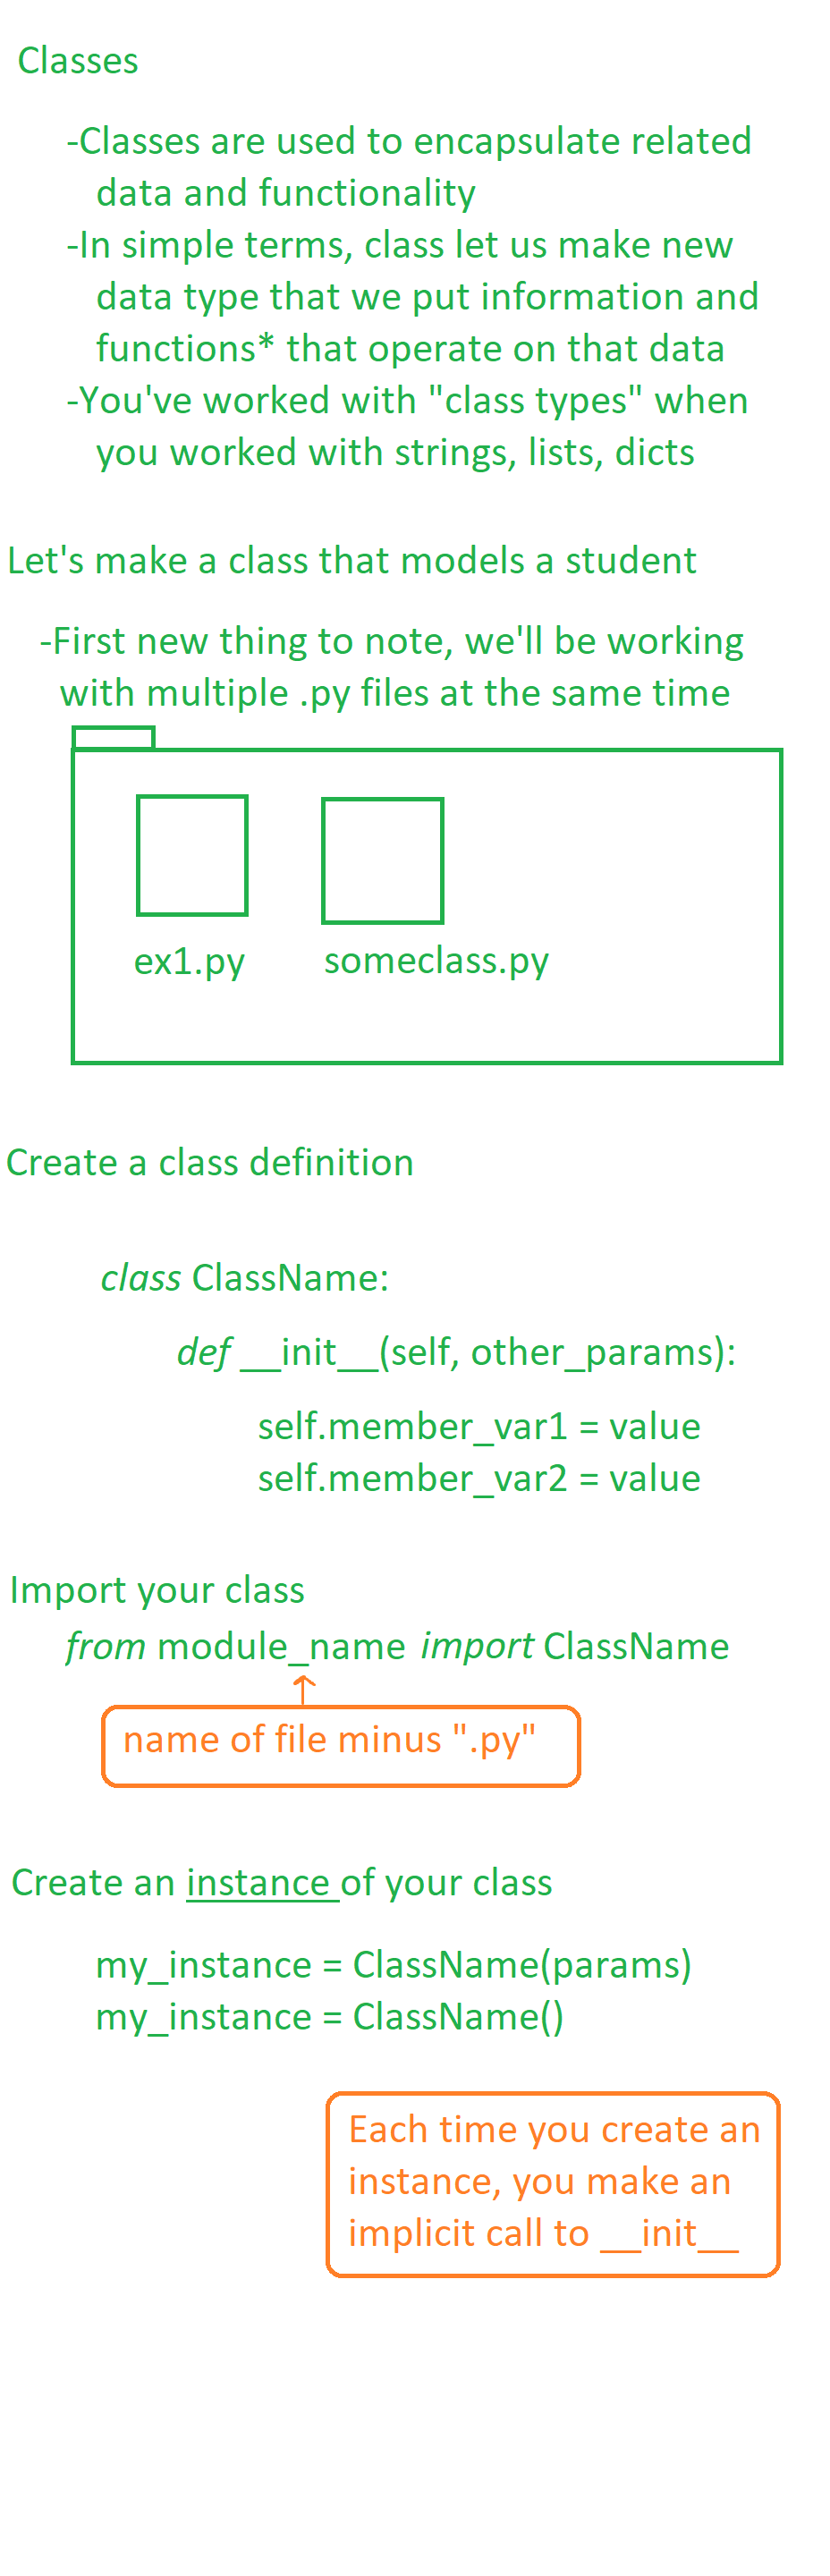 Classes
-Classes are used to encapsulate related
data and functionality
-In simple terms, class let us make new
data type that we put information and
functions* that operate on that data
-You've worked with "class types" when
you worked with strings, lists, dicts
Let's make a class that models a student
-First new thing to note, we'll be working
with multiple .py files at the same time
ex1.py someclass.py
Create a class definition
class ClassName:
def __init__(self, other_params):
self.member_var1 = value
self.member_var2 = value
Import your class
from module_name import ClassName
name of file minus ".py"
Create an instance of your class
my_instance = ClassName(params)
my_instance = ClassName()
Each time you create an
instance, you make an
implicit call to __init__